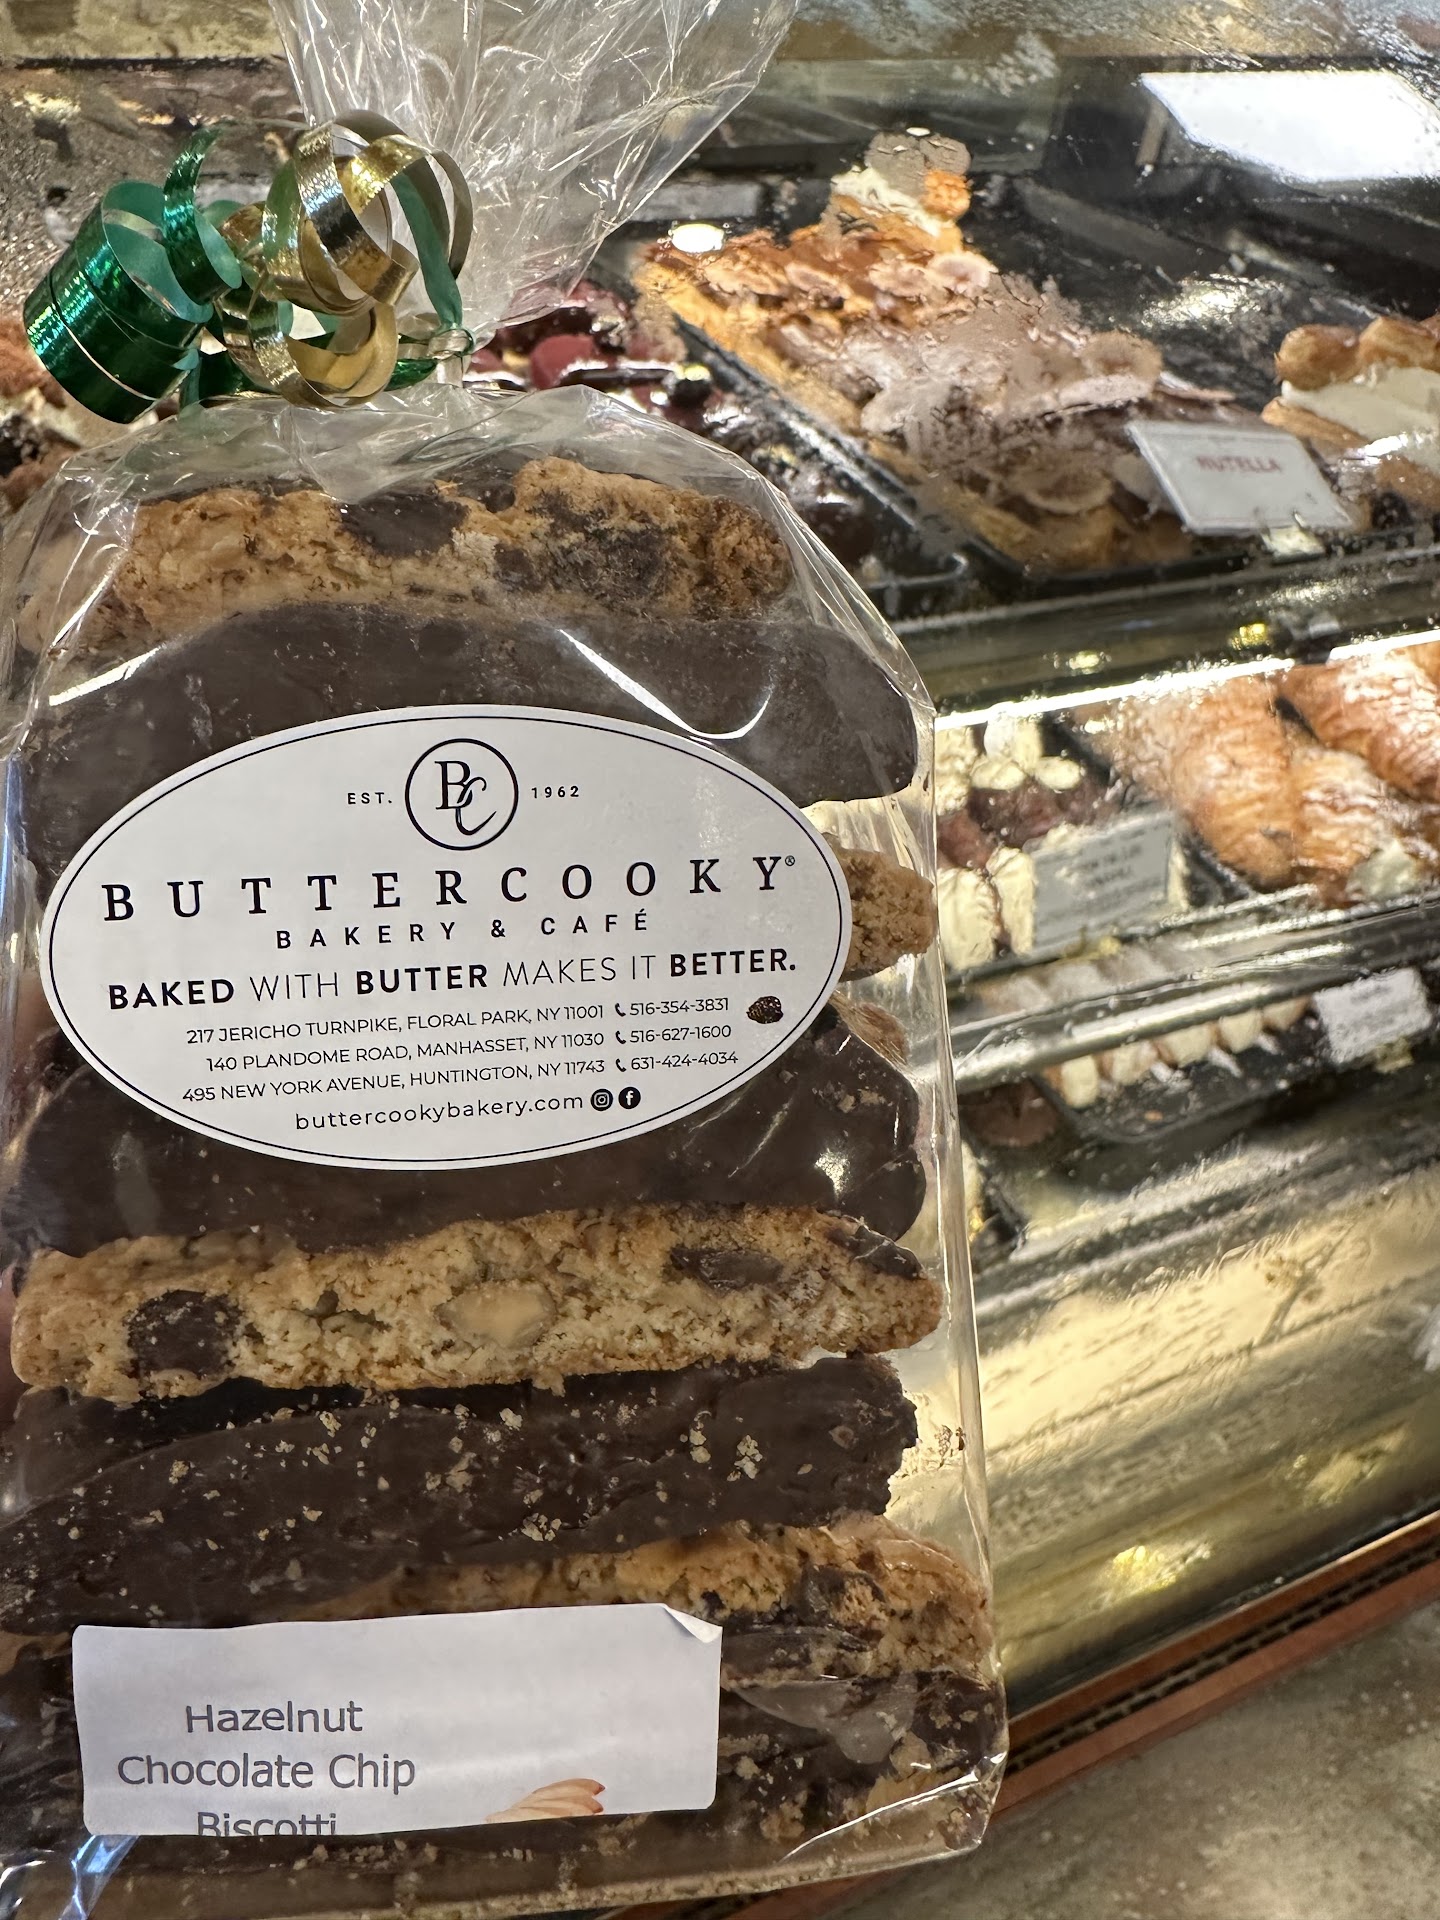 EST. BC 1962
BUTTERCOOKY®
BAKERY & CAFÉ
BAKED WITH BUTTER MAKES IT BETTER.
217 JERICHO TURNPIKE, FLORAL PARK, NY 11001 516-354-3831
140 PLANDOME ROAD, MANHASSET, NY 11030 516-627-1600
495 NEW YORK AVENUE, HUNTINGTON, NY 11743 631-424-4034
buttercookybakery.com
Hazelnut
Chocolate Chip
Biscotti
NUTELLA